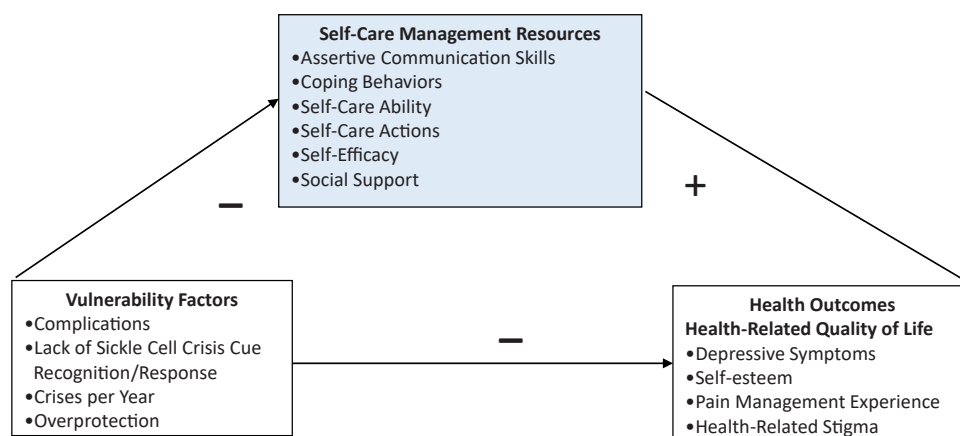 Self-Care Management Resources
•Assertive Communication Skills
•Coping Behaviors
•Self-Care Ability
•Self-Care Actions
•Self-Efficacy
•Social Support
–
+
Vulnerability Factors
•Complications
•Lack of Sickle Cell Crisis Cue
Recognition/Response
•Crises per Year
•Overprotection
–
Health Outcomes
Health-Related Quality of Life
•Depressive Symptoms
•Self-esteem
•Pain Management Experience
•Health-Related Stigma